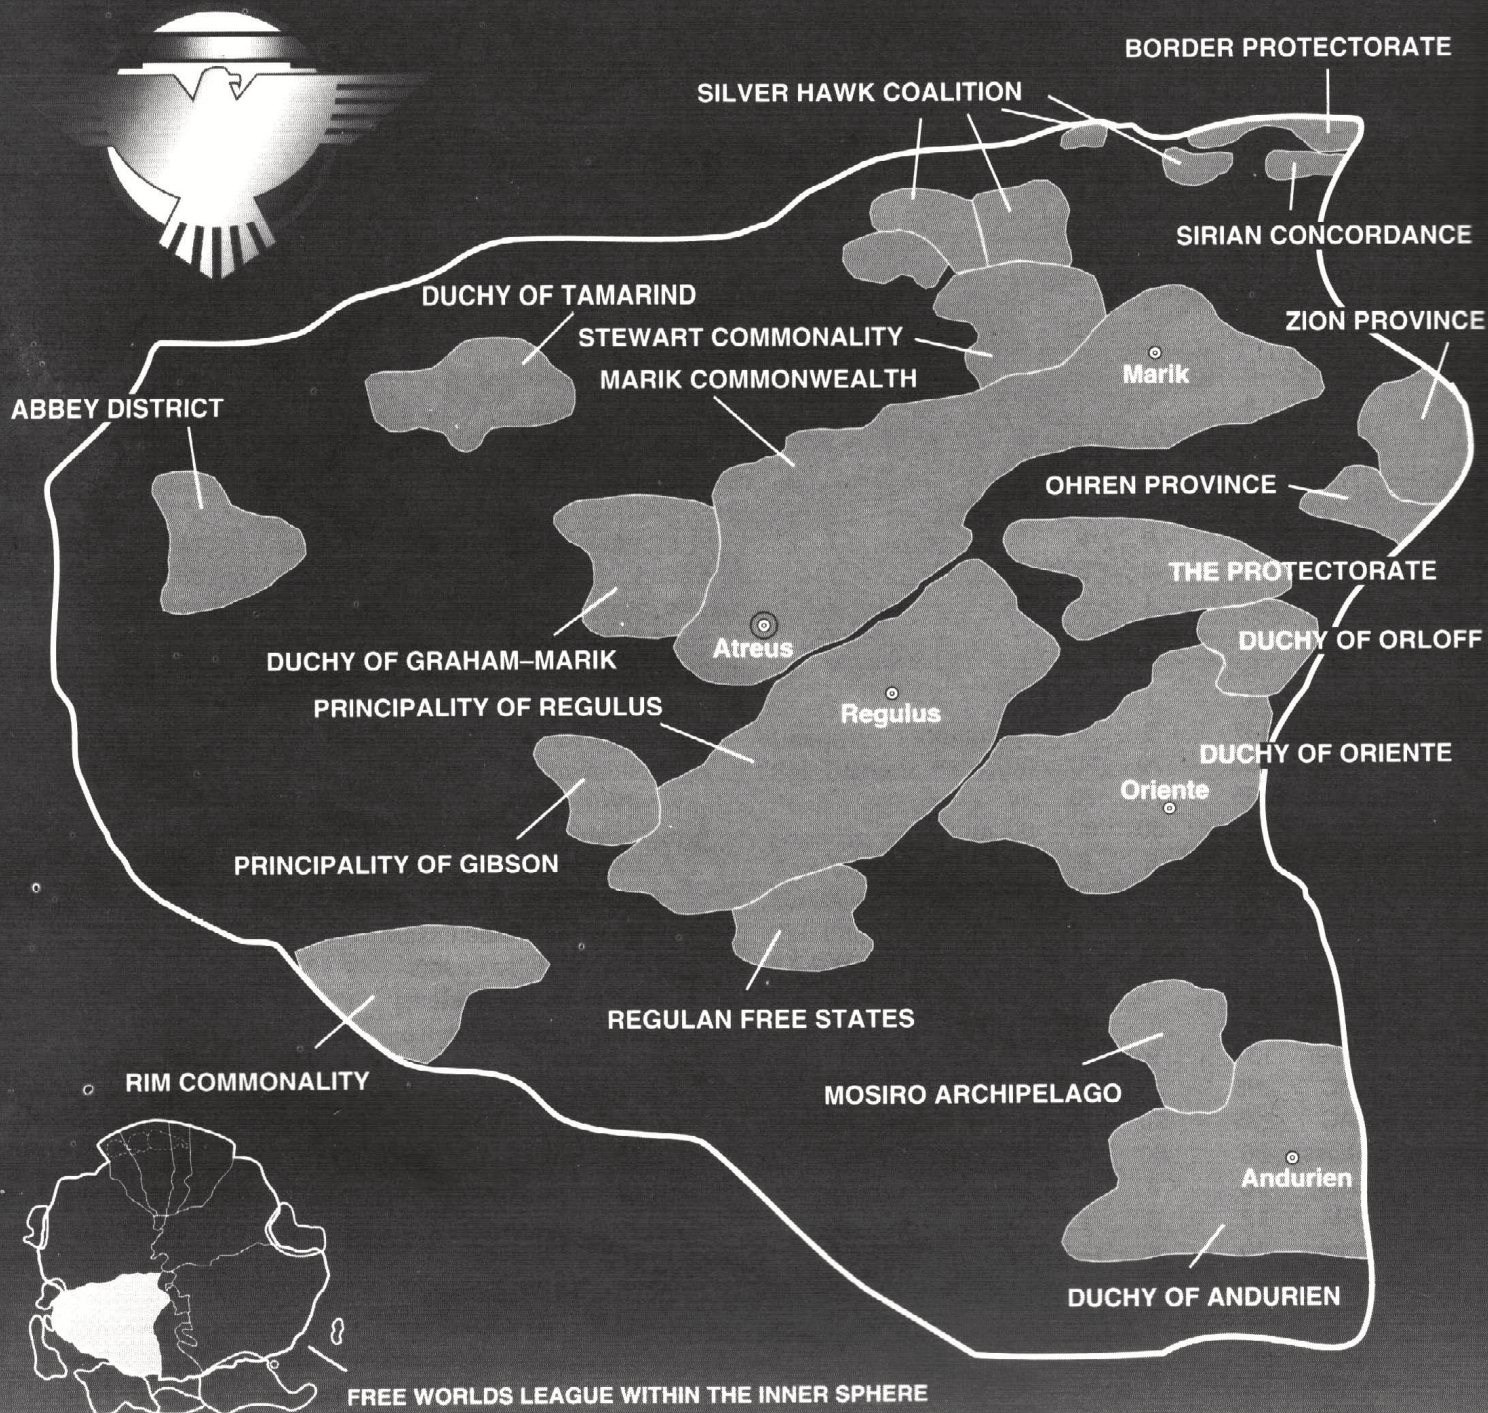 BORDER PROTECTORATE
SILVER HAWK COALITION
SIRIAN CONCORDANCE
DUCHY OF TAMARIND
ZION PROVINCE
STEWART COMMONALITY
MARIK COMMONWEALTH
Marik
ABBEY DISTRICT
OHREN PROVINCE
THE PROTECTORATE
DUCHY OF ORLOFF
Atreus
DUCHY OF GRAHAM–MARIK
PRINCIPALITY OF REGULUS
Regulus
DUCHY OF ORIENTE
Oriente
PRINCIPALITY OF GIBSON
REGULAN FREE STATES
RIM COMMONALITY
MOSIRO ARCHIPELAGO
Andurien
DUCHY OF ANDURIEN
FREE WORLDS LEAGUE WITHIN THE INNER SPHERE